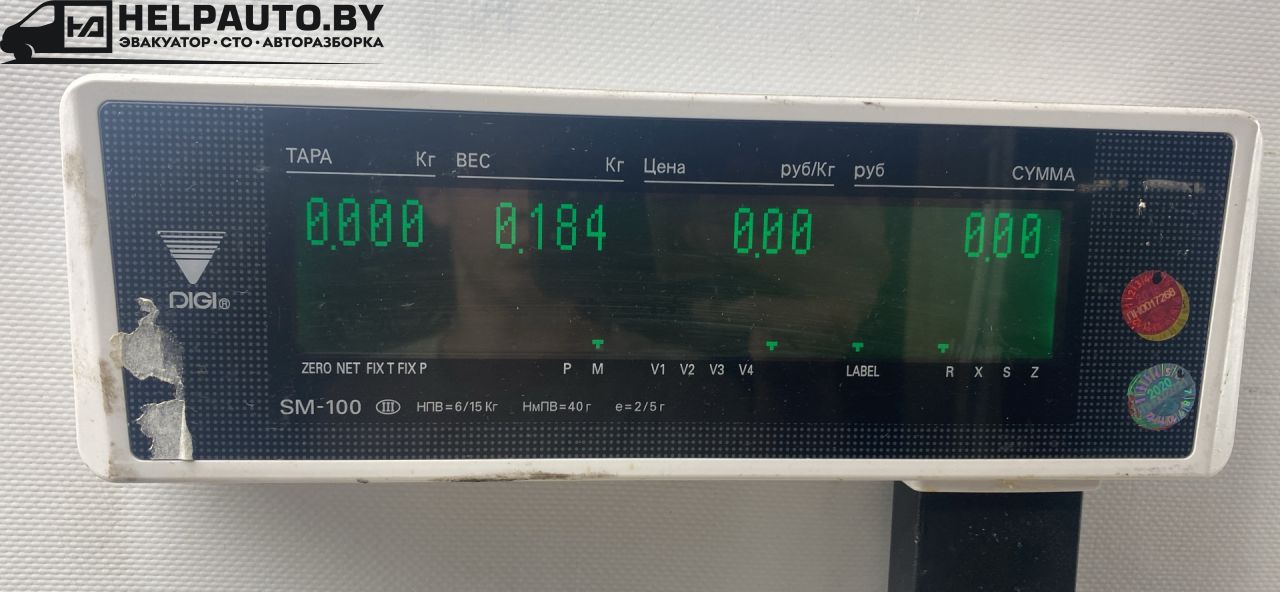 HELPAUTO.BY
ЭВАКУАТОР·СТО·АВТОРАЗБОРКА
ТАРА Кг ВЕС Кг Цена руб/Кг руб СУММА
0.000 0.184 0.00 0.00
DIGI®
ZERO NET FIX T FIX P P M V1 V2 V3 V4 LABEL R X S Z
SM-100 III НПВ=6/15 Кг НмПВ=40 г е=2/5 г
ПН0017268
2020